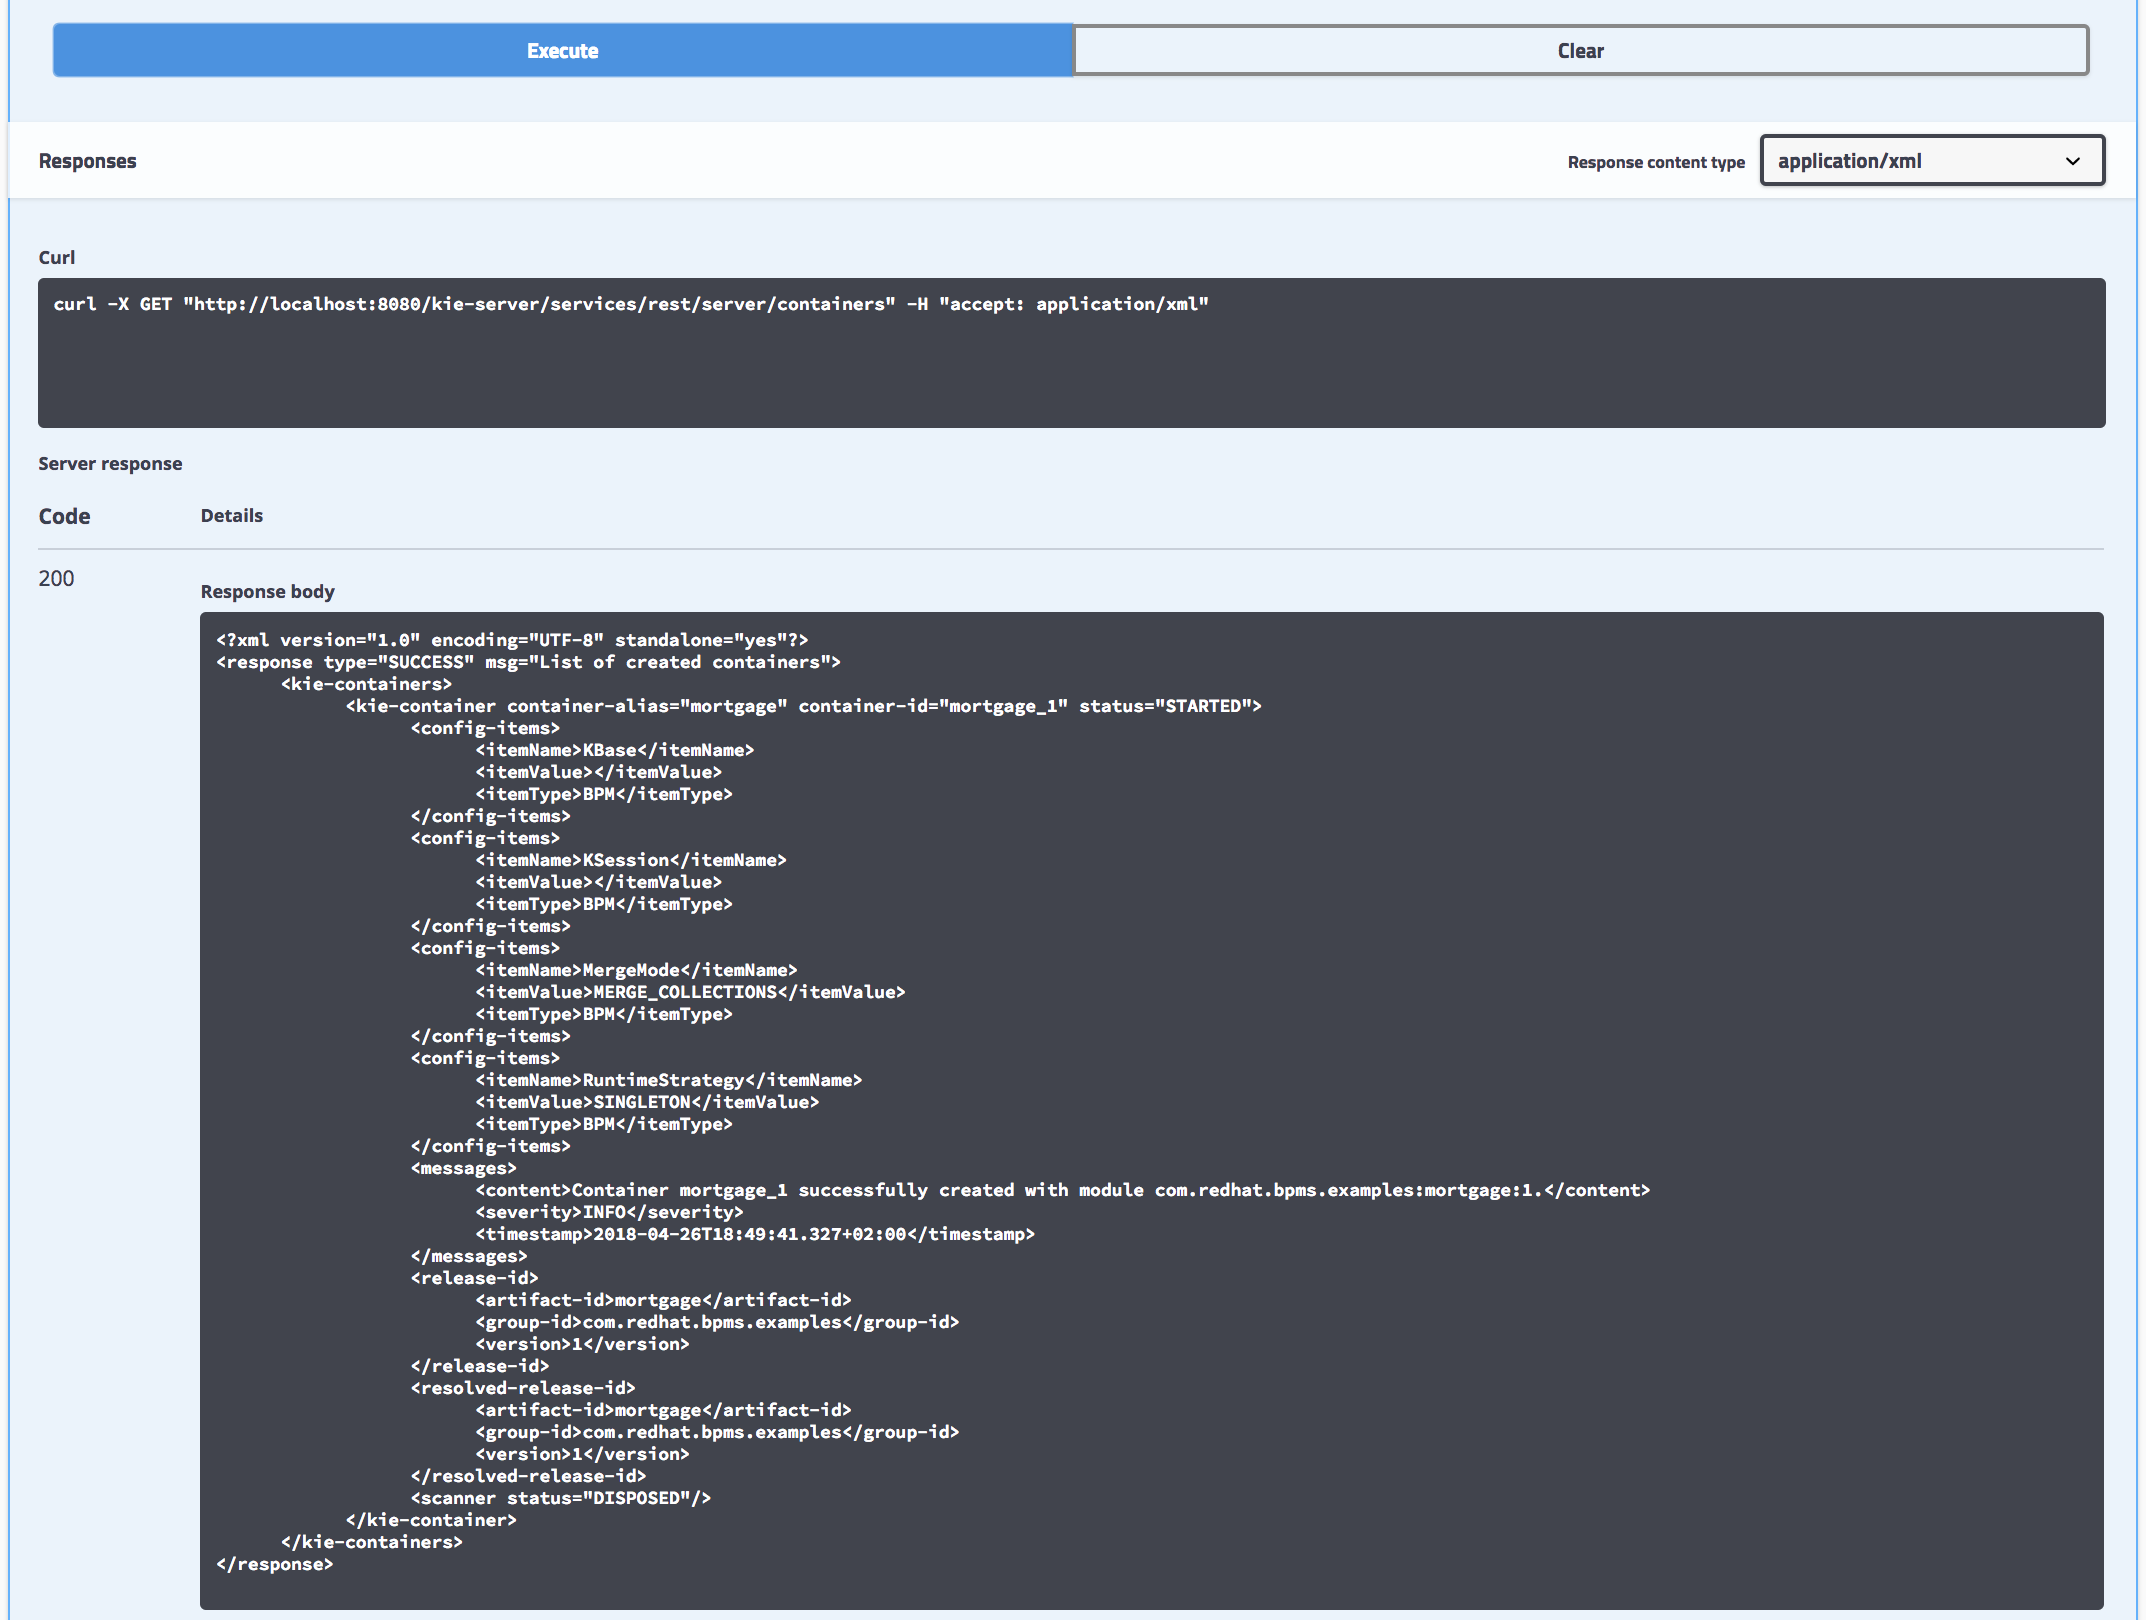 Execute
Clear
Responses
Response content type
application/xml
Curl
curl -X GET "http://localhost:8080/kie-server/services/rest/server/containers" -H "accept: application/xml"
Server response
Code
Details
200
Response body
<?xml version="1.0" encoding="UTF-8" standalone="yes"?>
<response type="SUCCESS" msg="List of created containers">
<kie-containers>
<kie-container container-alias="mortgage" container-id="mortgage_1" status="STARTED">
<config-items>
<itemName>KBase</itemName>
<itemValue></itemValue>
<itemType>BPM</itemType>
</config-items>
<config-items>
<itemName>KSession</itemName>
<itemValue></itemValue>
<itemType>BPM</itemType>
</config-items>
<config-items>
<itemName>MergeMode</itemName>
<itemValue>MERGE_COLLECTIONS</itemValue>
<itemType>BPM</itemType>
</config-items>
<config-items>
<itemName>RuntimeStrategy</itemName>
<itemValue>SINGLETON</itemValue>
<itemType>BPM</itemType>
</config-items>
<messages>
<content>Container mortgage_1 successfully created with module com.redhat.bpms.examples:mortgage:1.</content>
<severity>INFO</severity>
<timestamp>2018-04-26T18:49:41.327+02:00</timestamp>
</messages>
<release-id>
<artifact-id>mortgage</artifact-id>
<group-id>com.redhat.bpms.examples</group-id>
<version>1</version>
</release-id>
<resolved-release-id>
<artifact-id>mortgage</artifact-id>
<group-id>com.redhat.bpms.examples</group-id>
<version>1</version>
</resolved-release-id>
<scanner status="DISPOSED"/>
</kie-container>
</kie-containers>
</response>